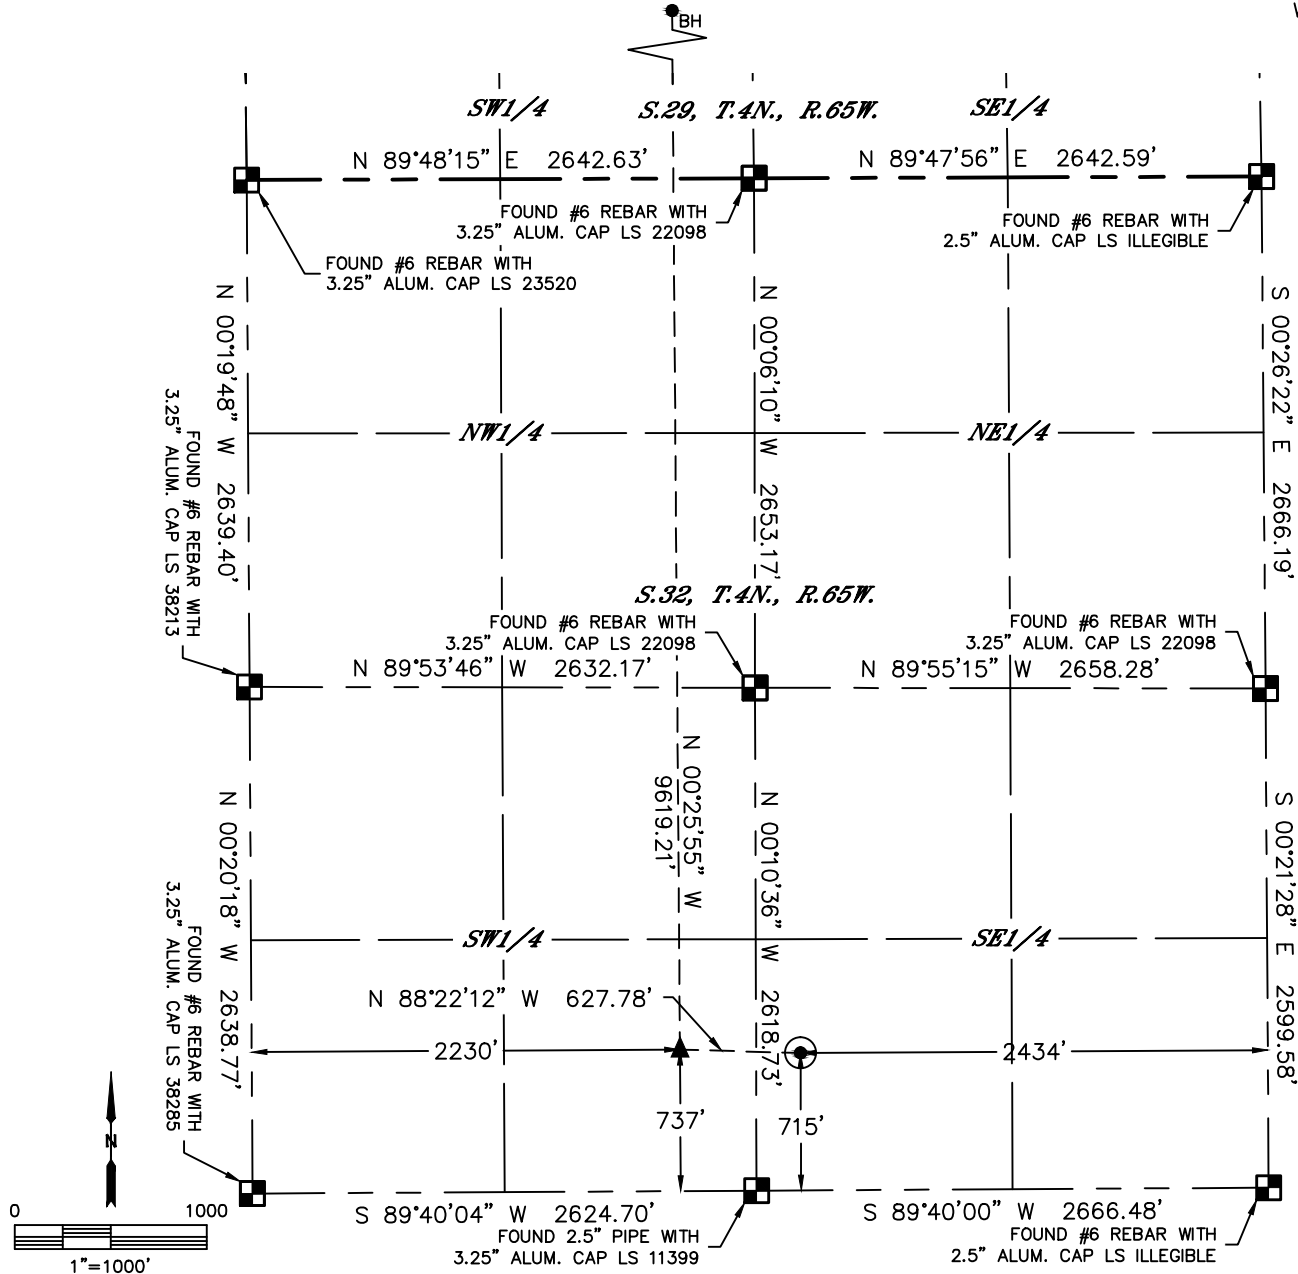 BH
SW1/4
S.29, T.4N., R.65W.
SE1/4
N 89°48'15" E 2642.63'
N 89°47'56" E 2642.59'
FOUND #6 REBAR WITH
3.25" ALUM. CAP LS 22098
FOUND #6 REBAR WITH
2.5" ALUM. CAP LS ILLEGIBLE
FOUND #6 REBAR WITH
3.25" ALUM. CAP LS 23520
N 00°19'48" W 2639.40'
N 00°06'10" W 2653.17'
S 00°26'22" E 2666.19'
NW1/4
NE1/4
FOUND #6 REBAR WITH
3.25" ALUM. CAP LS 38213
S.32, T.4N., R.65W.
FOUND #6 REBAR WITH
3.25" ALUM. CAP LS 22098
FOUND #6 REBAR WITH
3.25" ALUM. CAP LS 22098
N 89°53'46" W 2632.17'
N 89°55'15" W 2658.28'
N 00°25'55" W
9619.21'
N 00°20'18" W 2638.77'
N 00°10'36" W 2618.73'
S 00°21'28" E 2599.58'
SW1/4
SE1/4
FOUND #6 REBAR WITH
3.25" ALUM. CAP LS 38285
N 88°22'12" W 627.78'
2230'
2434'
737'
715'
N
0 1000
1"=1000'
S 89°40'04" W 2624.70'
S 89°40'00" W 2666.48'
FOUND 2.5" PIPE WITH
3.25" ALUM. CAP LS 11399
FOUND #6 REBAR WITH
2.5" ALUM. CAP LS ILLEGIBLE